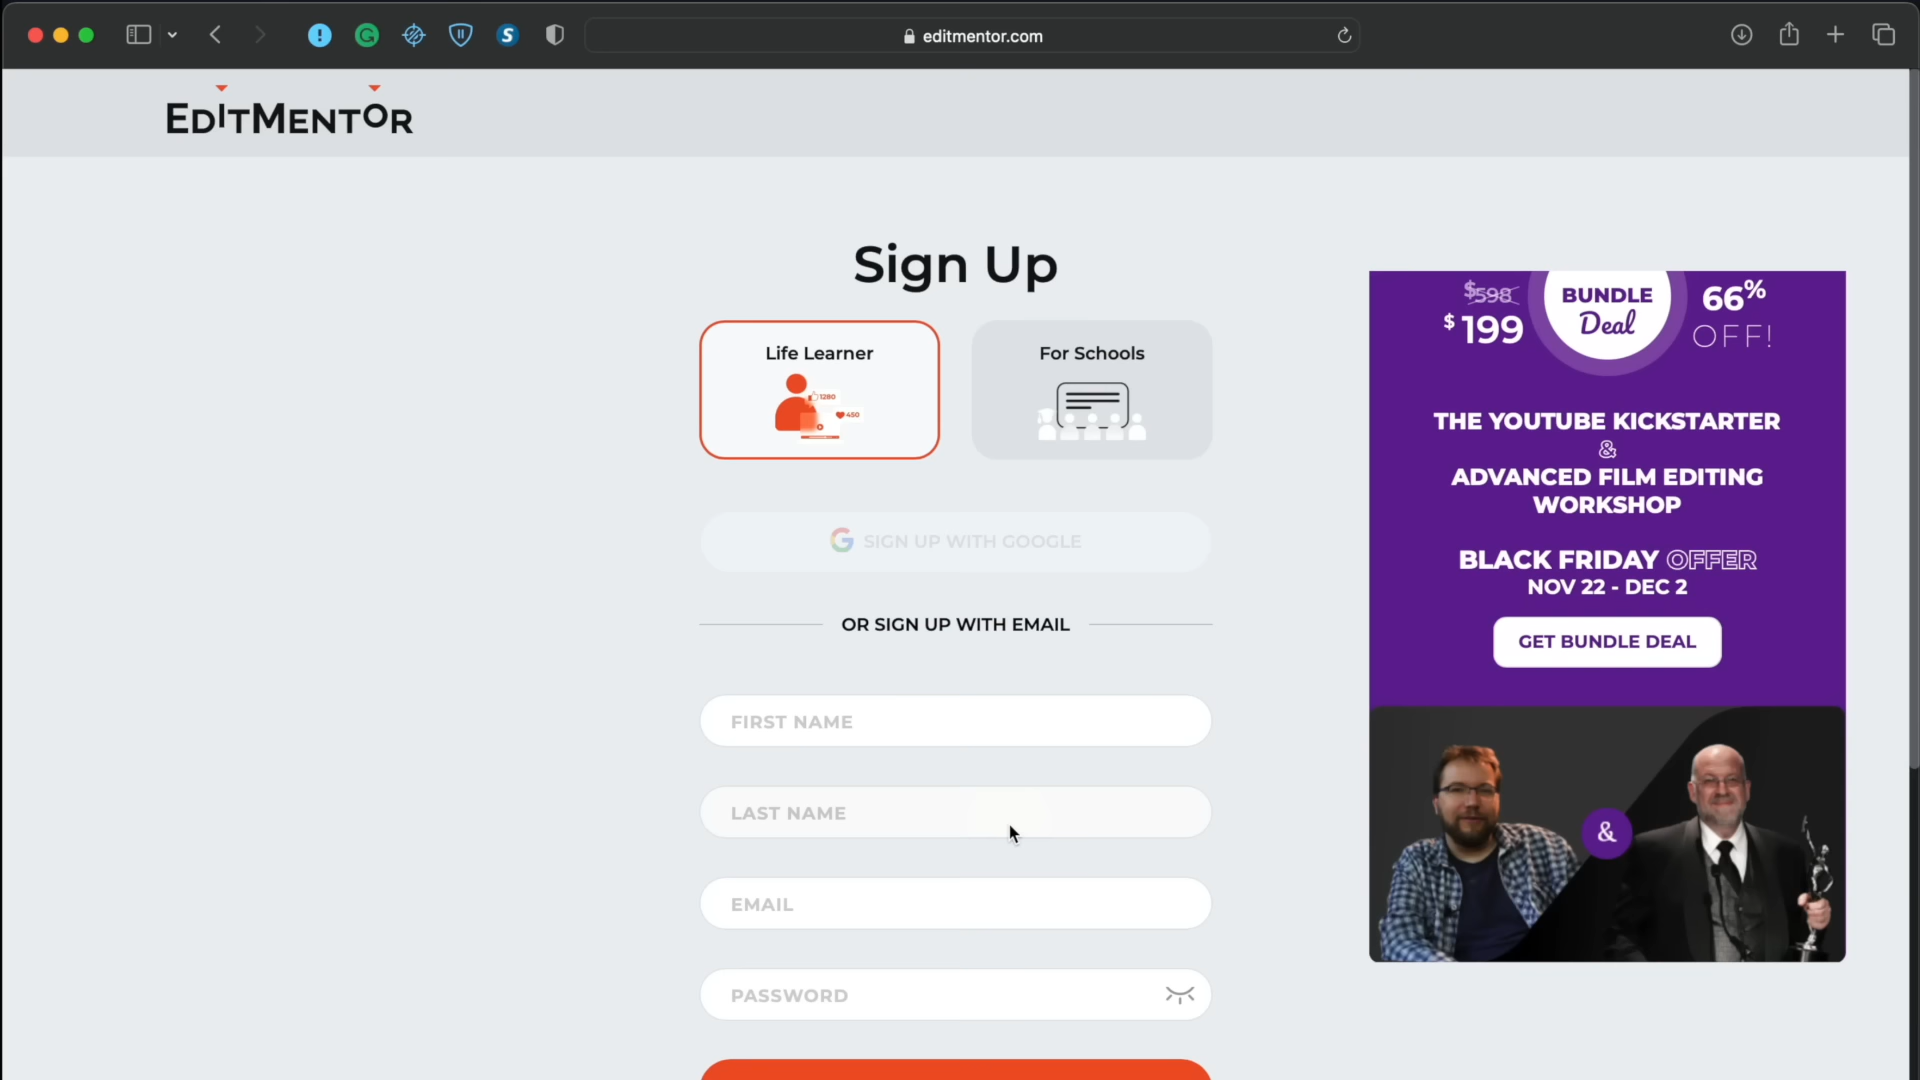 editmentor.com
EDITMENTOR
Sign Up
Life Learner
1280
450
For Schools
SIGN UP WITH GOOGLE
OR SIGN UP WITH EMAIL
FIRST NAME
LAST NAME
EMAIL
PASSWORD
$598
$199
BUNDLE
Deal
66%
OFF!
THE YOUTUBE KICKSTARTER
&
ADVANCED FILM EDITING
WORKSHOP
BLACK FRIDAY OFFER
NOV 22 - DEC 2
GET BUNDLE DEAL
&